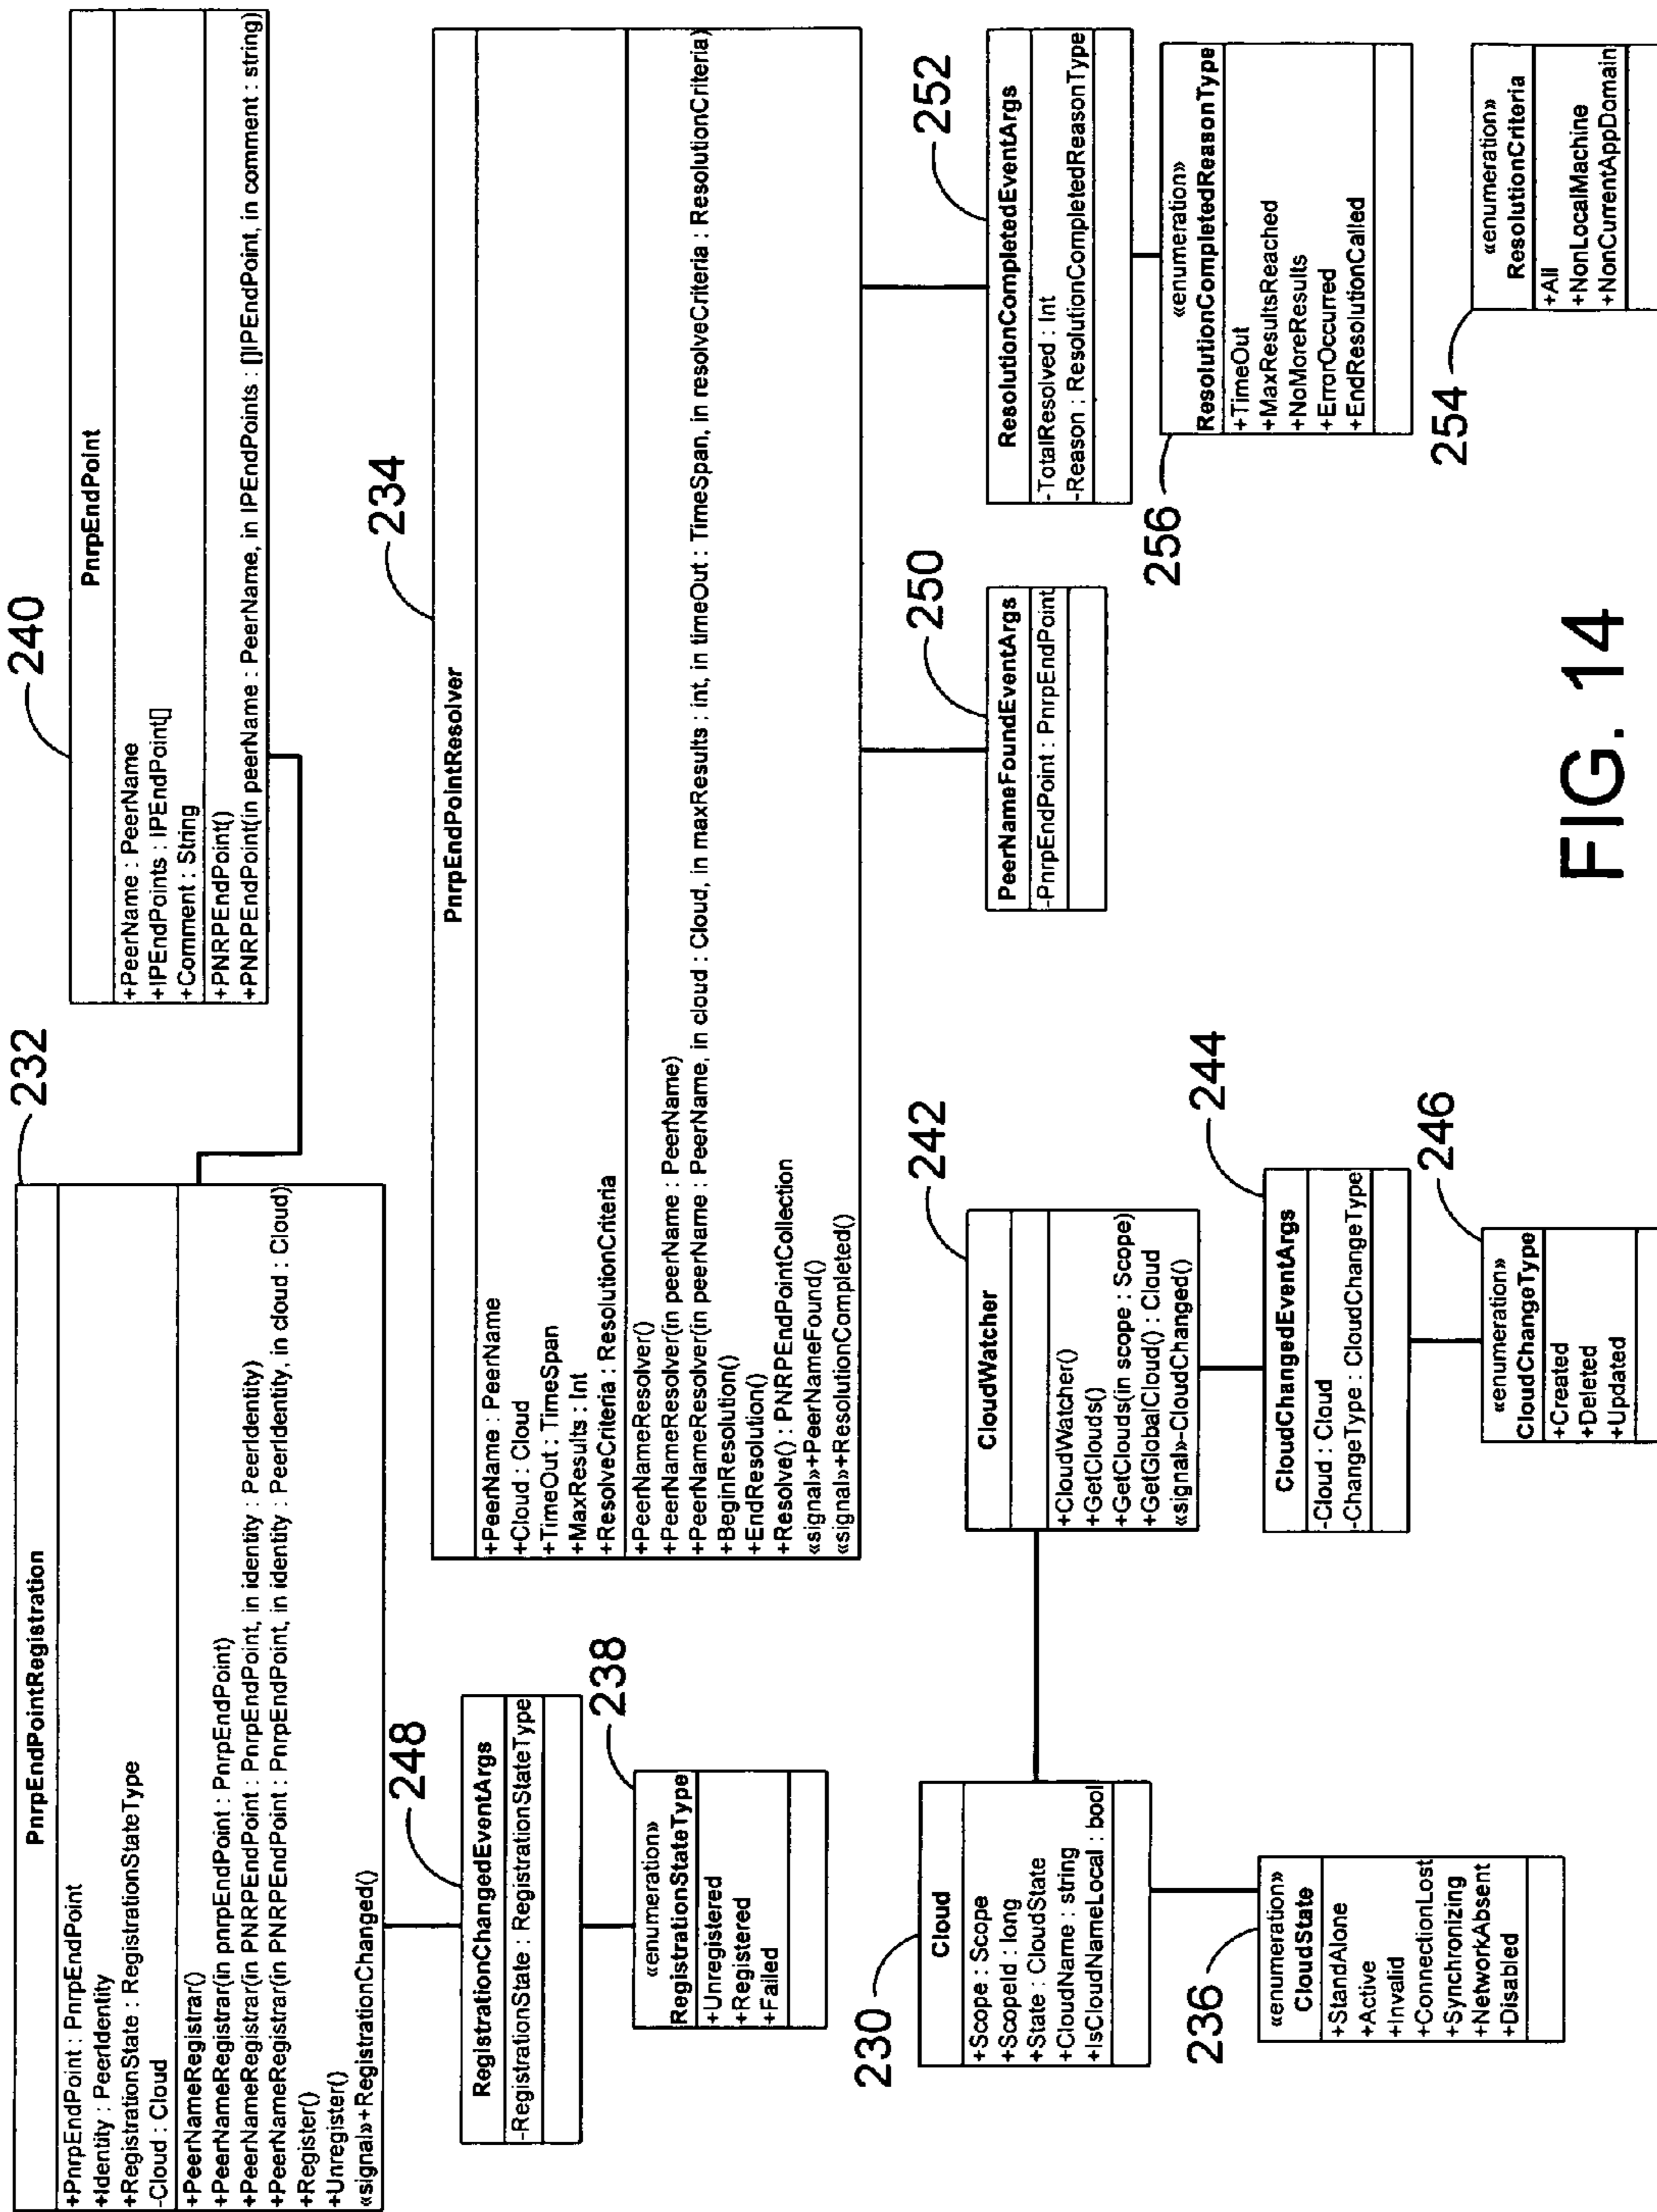 232
PnrpEndPointRegistration
+PnrpEndPoint : PnrpEndPoint
+Identity : PeerIdentity
+RegistrationState : RegistrationStateType
-Cloud : Cloud
+PeerNameRegistrar()
+PeerNameRegistrar(in pnrpEndPoint : PnrpEndPoint)
+PeerNameRegistrar(in PNRPEndPoint : PnrpEndPoint, in identity : PeerIdentity)
+PeerNameRegistrar(in PNRPEndPoint : PnrpEndPoint, in identity : PeerIdentity, in cloud : Cloud)
+Register()
+Unregister()
«signal»+RegistrationChanged()
240
PnrpEndPoint
+PeerName : PeerName
+IPEndPoints : IPEndPoint[]
+Comment : String
+PNRPEndPoint()
+PNRPEndPoint(in peerName : PeerName, in IPEndPoints : []IPEndPoint, in comment : string)
248
RegistrationChangedEventArgs
-RegistrationState : RegistrationStateType
238
«enumeration»
RegistrationStateType
+Unregistered
+Registered
+Failed
234
PnrpEndPointResolver
+PeerName : PeerName
+Cloud : Cloud
+TimeOut : TimeSpan
+MaxResults : Int
+ResolveCriteria : ResolutionCriteria
+PeerNameResolver()
+PeerNameResolver(in peerName : PeerName)
+PeerNameResolver(in peerName : PeerName, in cloud : Cloud, in maxResults : int, in timeOut : TimeSpan, in resolveCriteria : ResolutionCriteria)
+BeginResolution()
+EndResolution()
+Resolve() : PNRPEndPointCollection
«signal»+PeerNameFound()
«signal»+ResolutionCompleted()
230
Cloud
+Scope : Scope
+ScopeId : long
+State : CloudState
+CloudName : string
+IsCloudNameLocal : bool
236
«enumeration»
CloudState
+StandAlone
+Active
+Invalid
+ConnectionLost
+Synchronizing
+NetworkAbsent
+Disabled
242
CloudWatcher
+CloudWatcher()
+GetClouds()
+GetClouds(in scope : Scope)
+GetGlobalCloud() : Cloud
«signal»-CloudChanged()
244
CloudChangedEventArgs
-Cloud : Cloud
-ChangeType : CloudChangeType
246
«enumeration»
CloudChangeType
+Created
+Deleted
+Updated
250
PeerNameFoundEventArgs
-PnrpEndPoint : PnrpEndPoint
252
ResolutionCompletedEventArgs
-TotalResolved : Int
-Reason : ResolutionCompletedReasonType
256
«enumeration»
ResolutionCompletedReasonType
+TimeOut
+MaxResultsReached
+NoMoreResults
+ErrorOccurred
+EndResolutionCalled
254
«enumeration»
ResolutionCriteria
+All
+NonLocalMachine
+NonCurrentAppDomain
FIG. 14